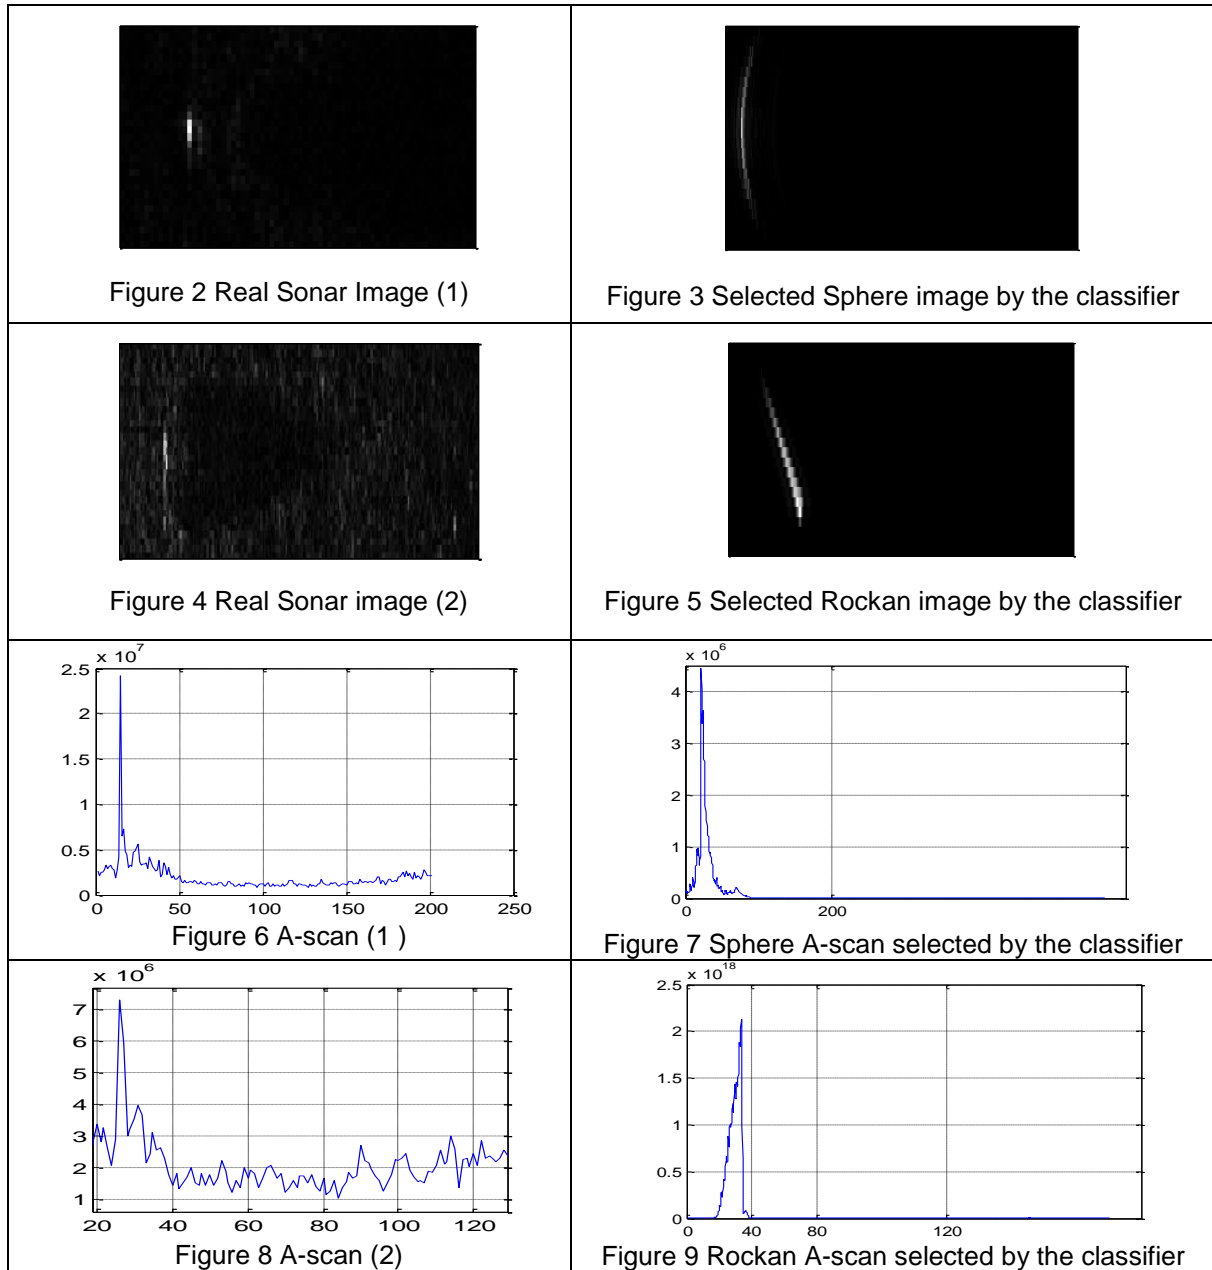 Figure 2 Real Sonar Image (1)
Figure 3 Selected Sphere image by the classifier
Figure 4 Real Sonar image (2)
Figure 5 Selected Rockan image by the classifier
x 10^7
2.5
2
1.5
1
0.5
0
0 50 100 150 200 250
Figure 6 A-scan (1 )
x 10^6
4
3
2
1
0
0 200
Figure 7 Sphere A-scan selected by the classifier
x 10^6
7
6
5
4
3
2
1
20 40 60 80 100 120
Figure 8 A-scan (2)
x 10^18
2.5
2
1.5
1
0.5
0
0 40 80 120
Figure 9 Rockan A-scan selected by the classifier